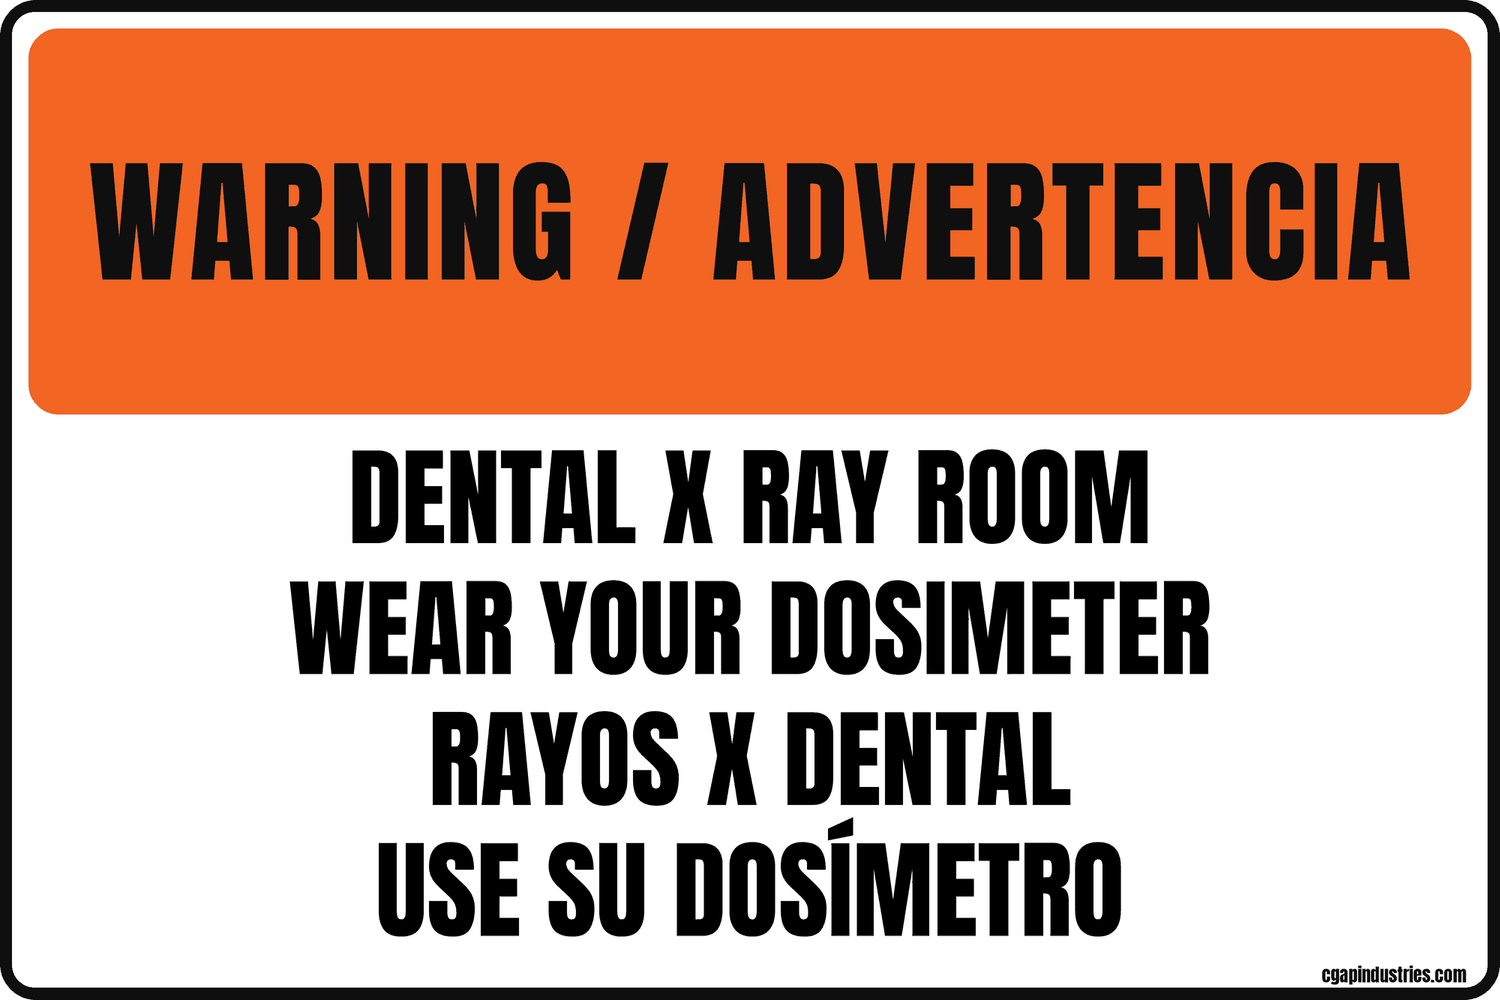 WARNING / ADVERTENCIA
DENTAL X RAY ROOM
WEAR YOUR DOSIMETER
RAYOS X DENTAL
USE SU DOSÍMETRO
cgapindustries.com